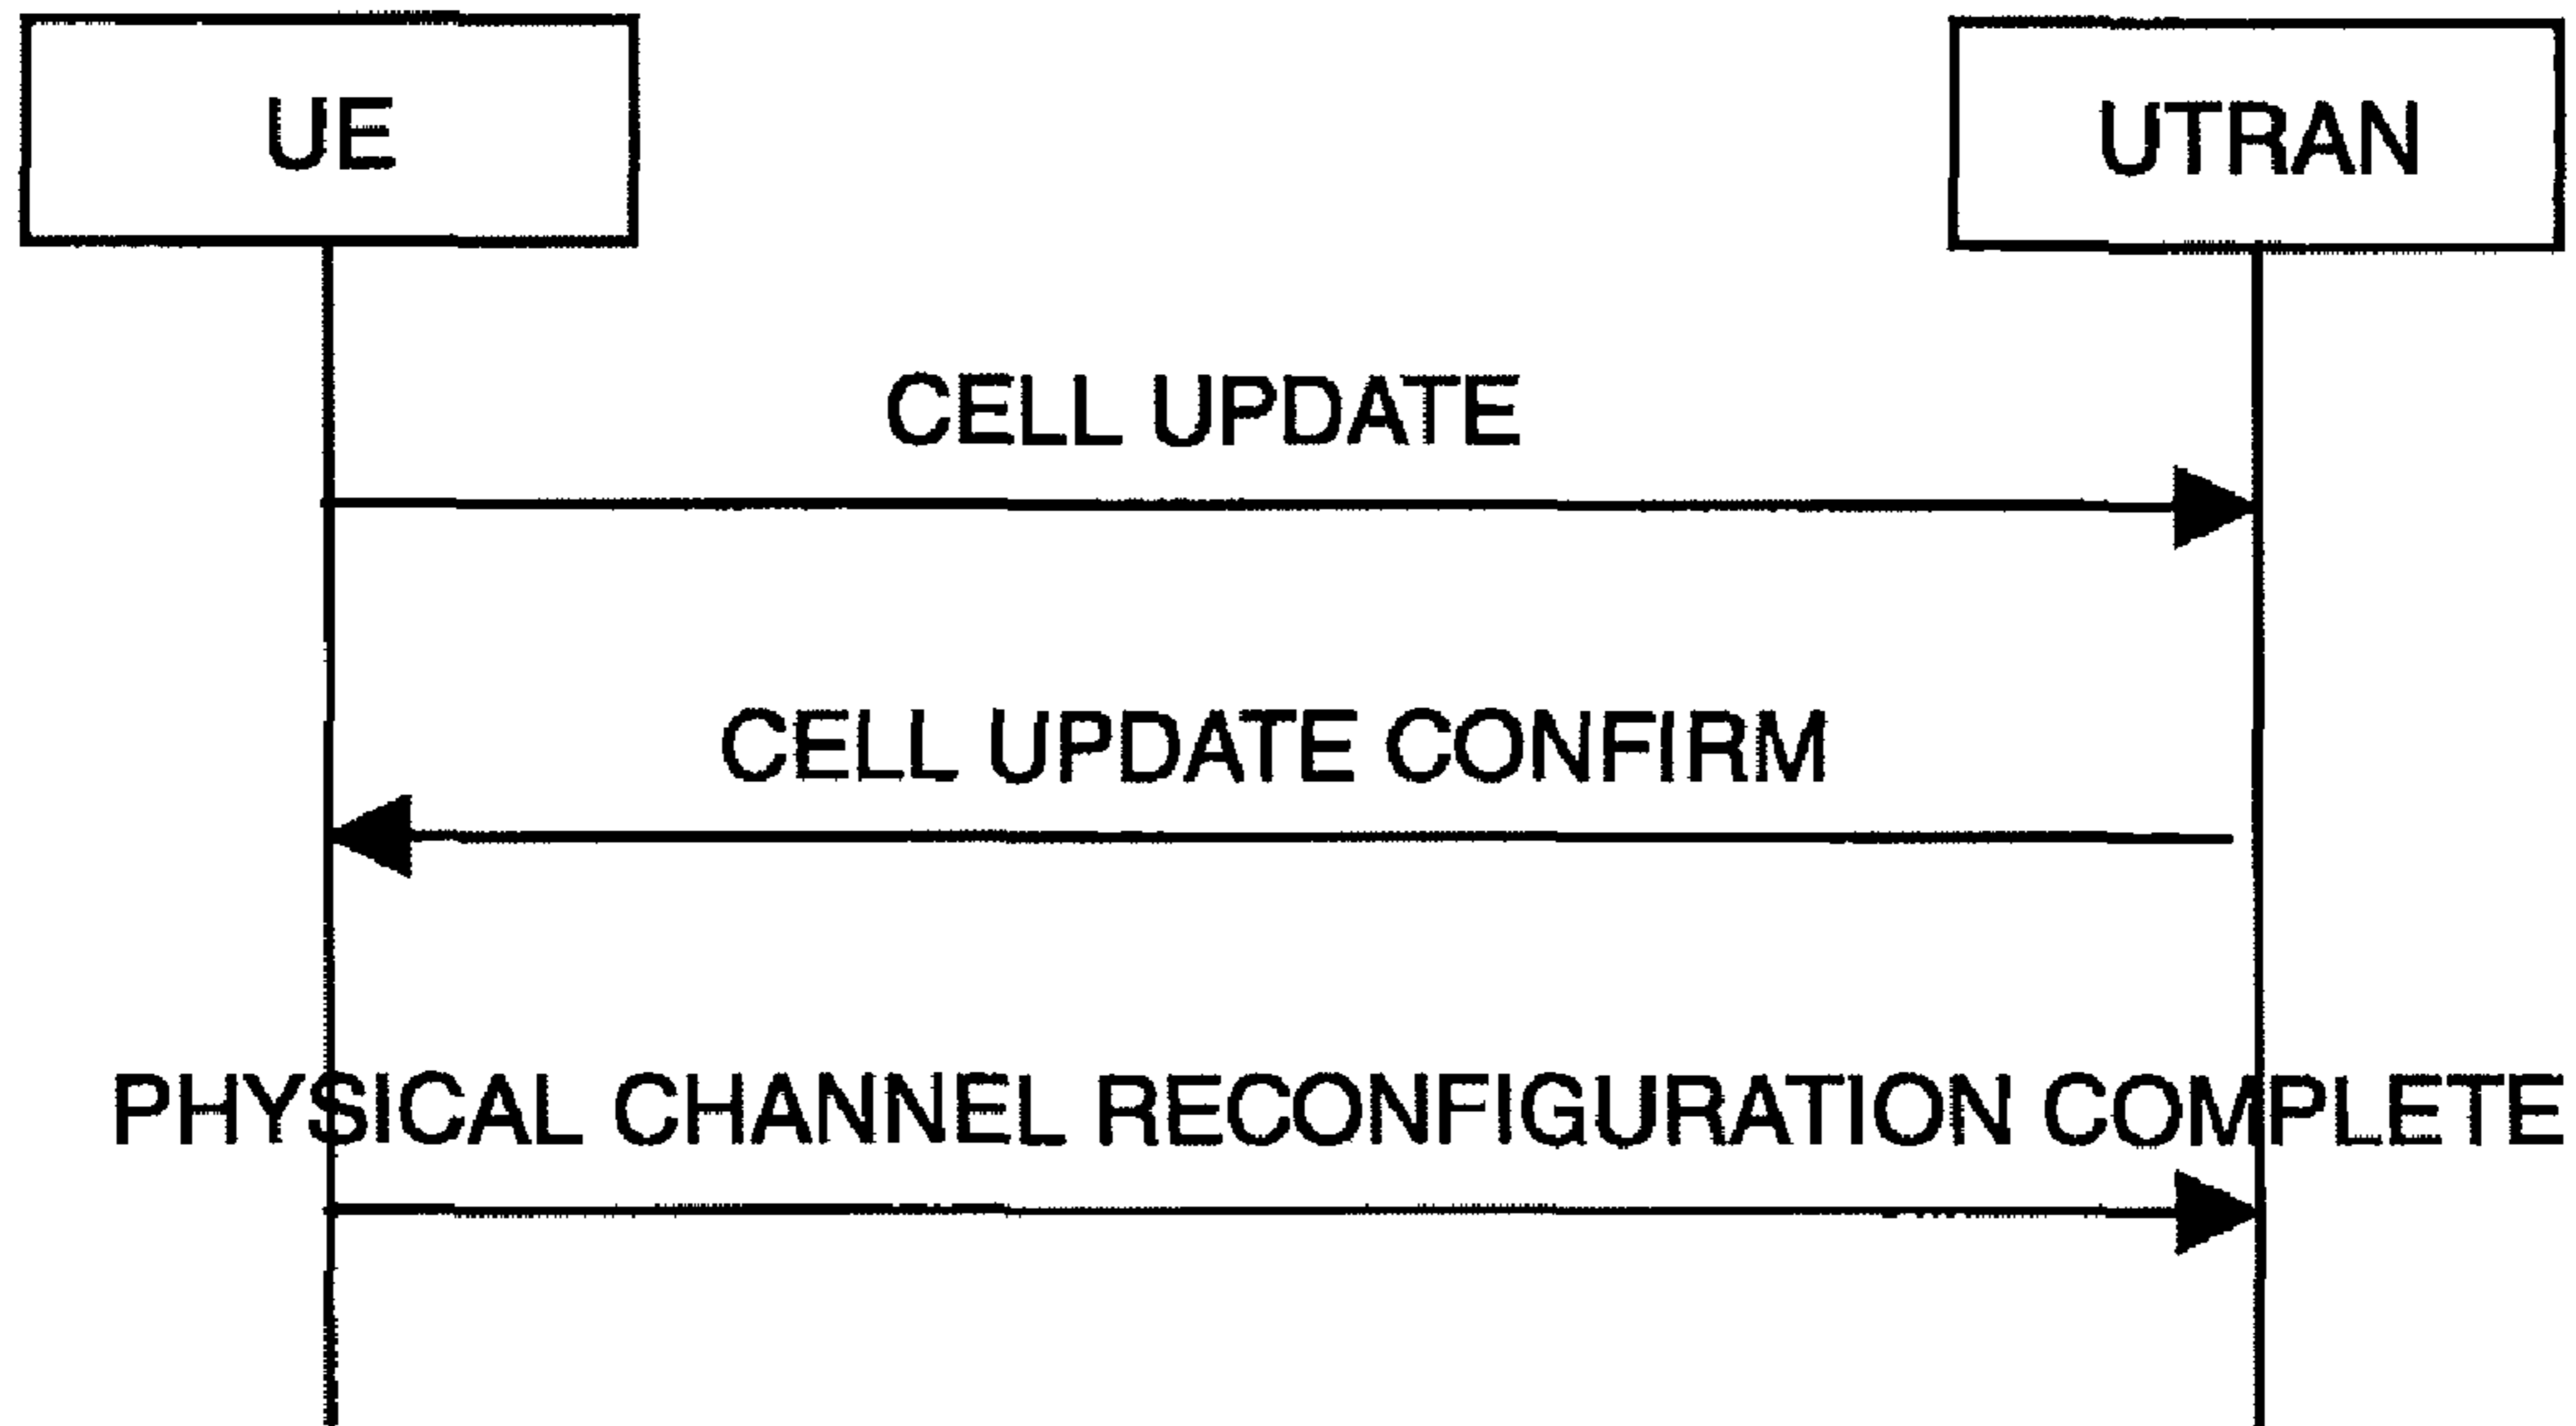 UE
UTRAN
CELL UPDATE
CELL UPDATE CONFIRM
PHYSICAL CHANNEL RECONFIGURATION COMPLETE